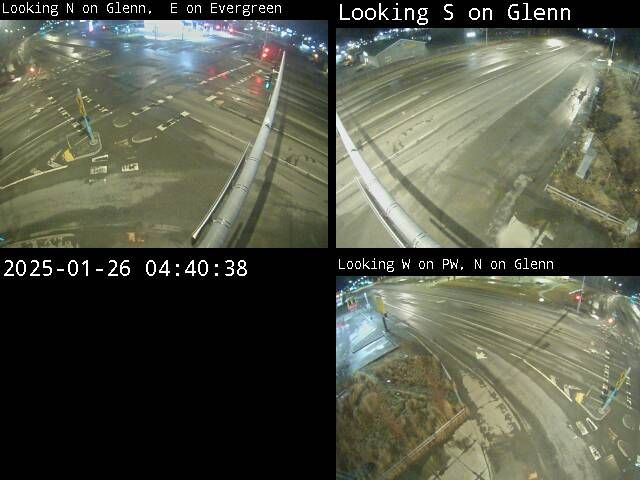 Looking N on Glenn,  E on Evergreen
Looking S on Glenn
2025-01-26 04:40:38
Looking W on PW, N on Glenn